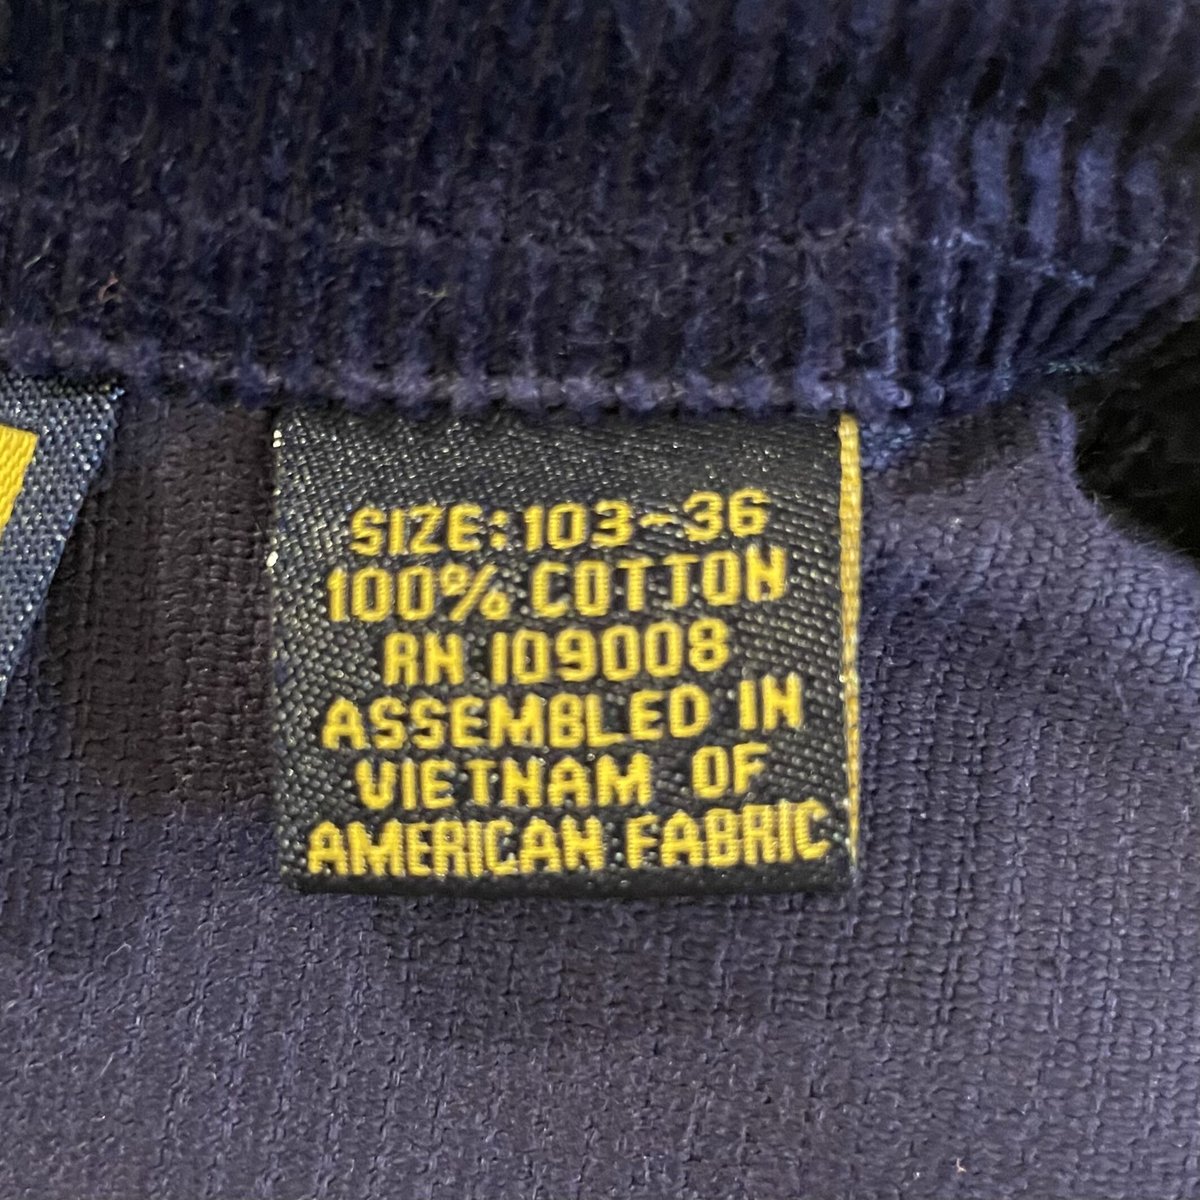 SIZE:103-36
100% COTTON
RN 109008
ASSEMBLED IN
VIETNAM OF
AMERICAN FABRIC